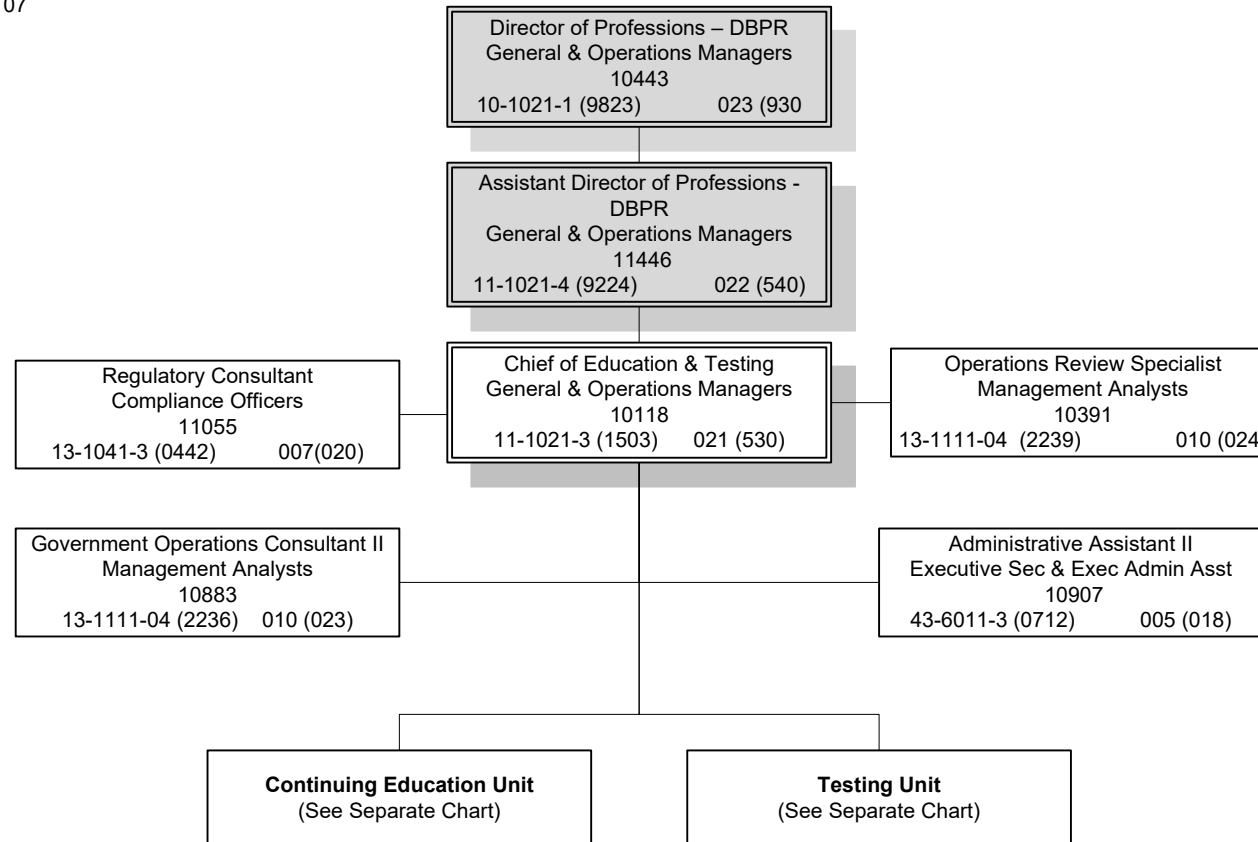 07
Director of Professions – DBPR
General & Operations Managers
10443
10-1021-1 (9823) 023 (930
Assistant Director of Professions -
DBPR
General & Operations Managers
11446
11-1021-4 (9224) 022 (540)
Chief of Education & Testing
General & Operations Managers
10118
11-1021-3 (1503) 021 (530)
Regulatory Consultant
Compliance Officers
11055
13-1041-3 (0442) 007(020)
Operations Review Specialist
Management Analysts
10391
13-1111-04 (2239) 010 (024
Government Operations Consultant II
Management Analysts
10883
13-1111-04 (2236) 010 (023)
Administrative Assistant II
Executive Sec & Exec Admin Asst
10907
43-6011-3 (0712) 005 (018)
Continuing Education Unit
(See Separate Chart)
Testing Unit
(See Separate Chart)